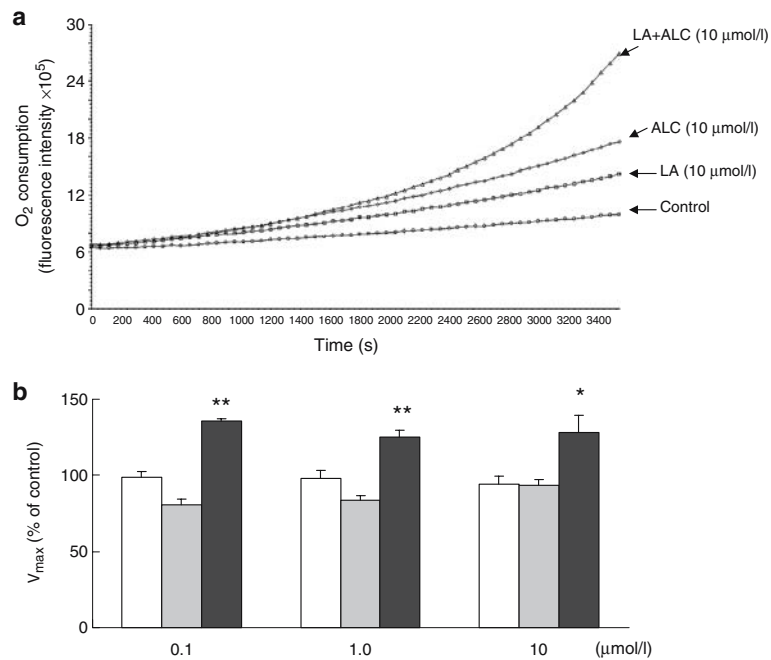 a
LA+ALC (10 μmol/l)
30
24
18
12
6
0
O2 consumption
(fluorescence intensity ×10⁵)
ALC (10 μmol/l)
LA (10 μmol/l)
Control
0 200 400 600 800 1000 1200 1400 1600 1800 2000 2200 2400 2600 2800 3000 3200 3400
Time (s)
b
150
100
50
0
Vmax (% of control)
**
**
*
0.1 1.0 10 (μmol/l)